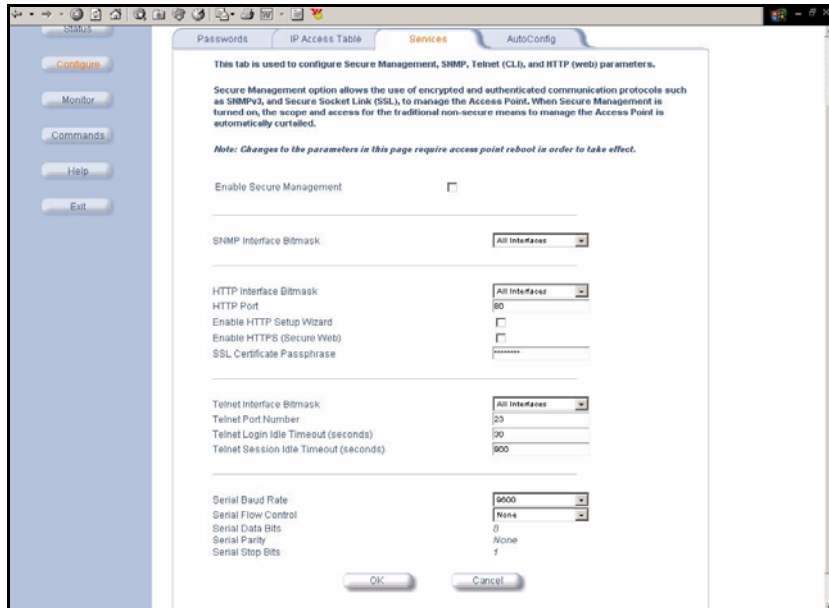 Status
Configure
Monitor
Commands
Help
Exit
Passwords
IP Access Table
Services
AutoConfig
This tab is used to configure Secure Management, SNMP, Telnet (CLI), and HTTP (web) parameters.
Secure Management option allows the use of encrypted and authenticated communication protocols such
as SNMPv3, and Secure Socket Link (SSL), to manage the Access Point. When Secure Management is
turned on, the scope and access for the traditional non-secure means to manage the Access Point is
automatically curtailed.
Note: Changes to the parameters in this page require access point reboot in order to take effect.
Enable Secure Management
SNMP Interface Bitmask All Interfaces
HTTP Interface Bitmask All Interfaces
HTTP Port 80
Enable HTTP Setup Wizard
Enable HTTPS (Secure Web)
SSL Certificate Passphrase ********
Telnet Interface Bitmask All Interfaces
Telnet Port Number 23
Telnet Login Idle Timeout (seconds) 30
Telnet Session Idle Timeout (seconds) 900
Serial Baud Rate 9600
Serial Flow Control None
Serial Data Bits 8
Serial Parity None
Serial Stop Bits 1
OK
Cancel